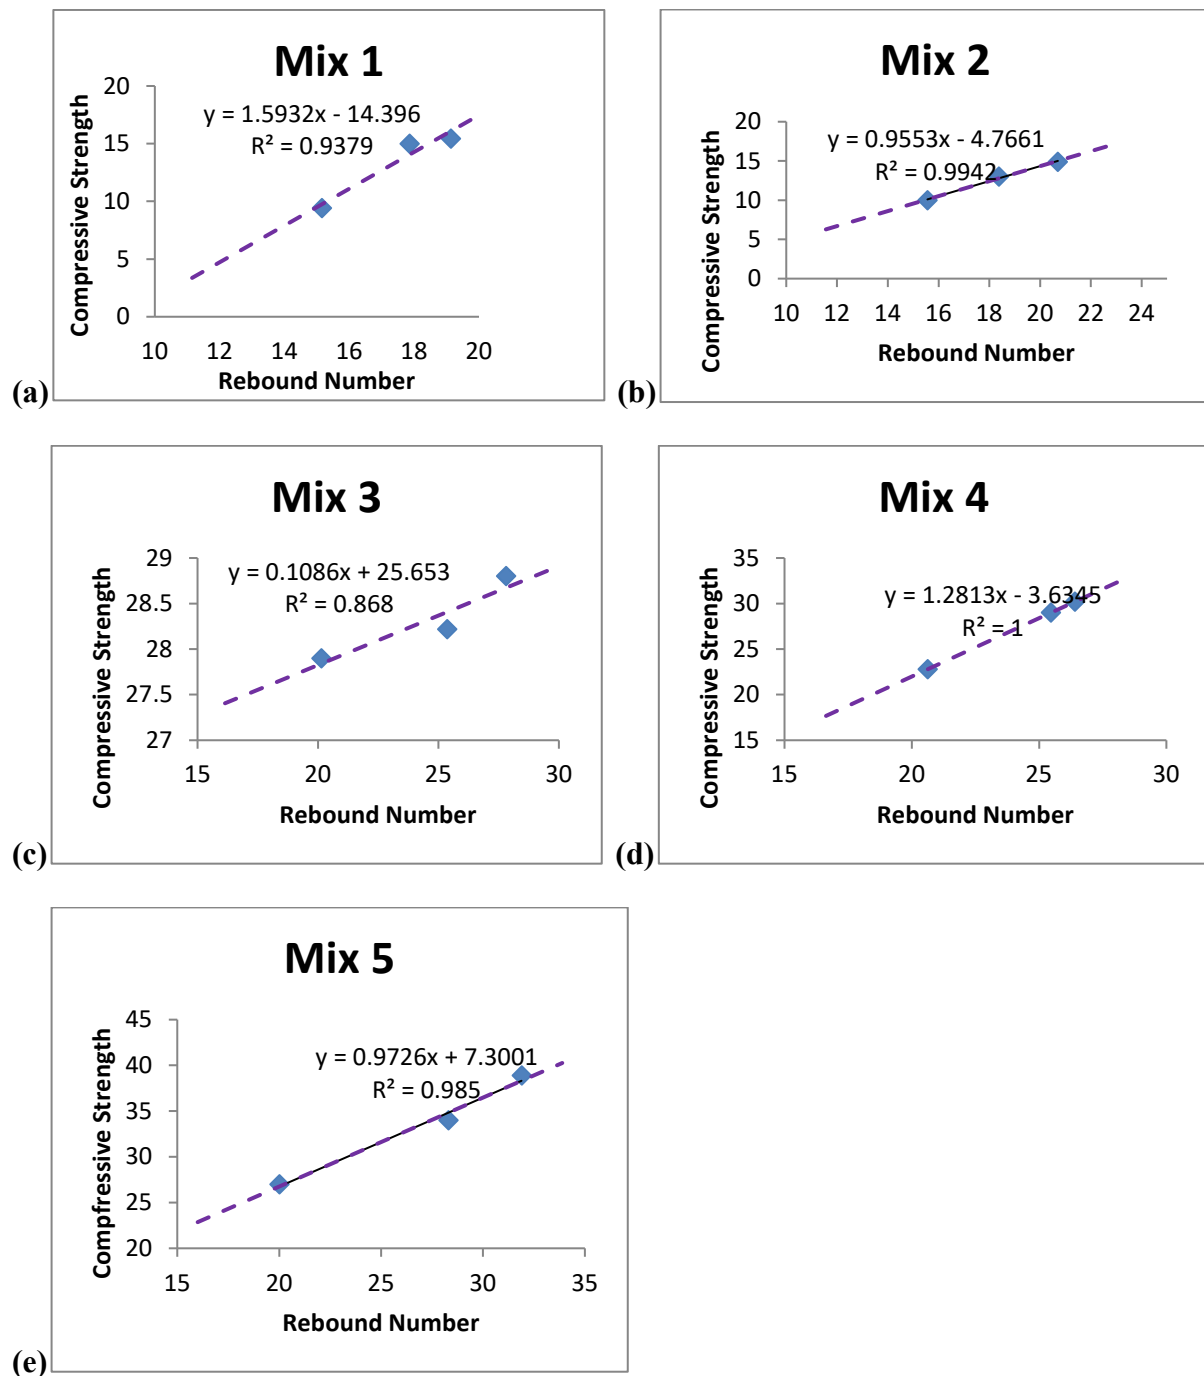 Mix 1
y = 1.5932x - 14.396
R² = 0.9379
Compressive Strength
20
15
10
5
0
10 12 14 16 18 20
Rebound Number
(a)
Mix 2
y = 0.9553x - 4.7661
R² = 0.9942
Compressive Strength
20
15
10
5
0
10 12 14 16 18 20 22 24
Rebound Number
(b)
Mix 3
y = 0.1086x + 25.653
R² = 0.868
Compressive Strength
29
28.5
28
27.5
27
15 20 25 30
Rebound Number
(c)
Mix 4
y = 1.2813x - 3.6345
R² = 1
Compressive Strength
35
30
25
20
15
15 20 25 30
Rebound Number
(d)
Mix 5
y = 0.9726x + 7.3001
R² = 0.985
Compfressive Strength
45
40
35
30
25
20
15 20 25 30 35
Rebound Number
(e)